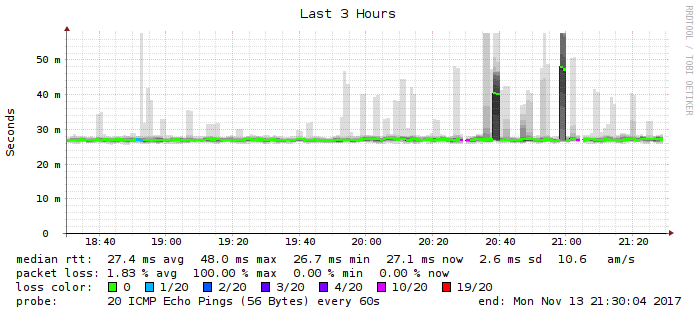 Last 3 Hours
RRDTOOL / TOBI OETIKER
Seconds
50 m
40 m
30 m
20 m
10 m
0
18:40 19:00 19:20 19:40 20:00 20:20 20:40 21:00 21:20
median rtt: 27.4 ms avg 48.0 ms max 26.7 ms min 27.1 ms now 2.6 ms sd 10.6 am/s
packet loss: 1.83 % avg 100.00 % max 0.00 % min 0.00 % now
loss color: 0 1/20 2/20 3/20 4/20 10/20 19/20
probe: 20 ICMP Echo Pings (56 Bytes) every 60s end: Mon Nov 13 21:30:04 2017